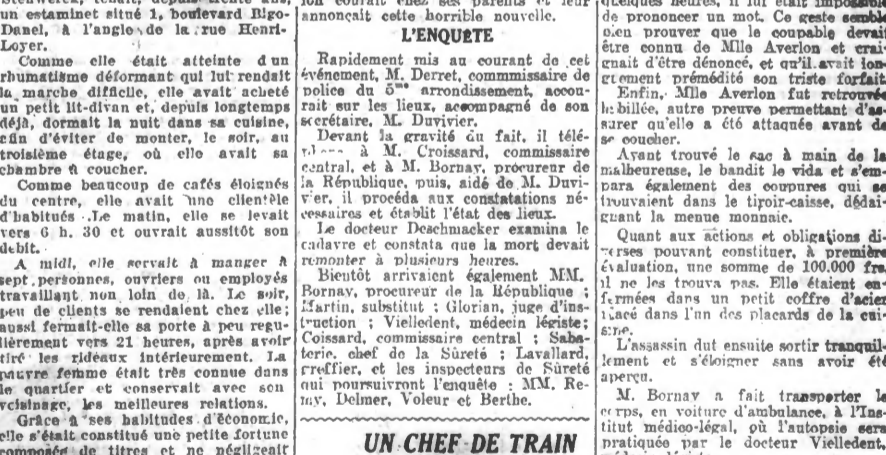 un estaminet situé 1, boulevard Bigo-
Danel, à l'angle de la rue Henri-
Loyer.
Comme elle était atteinte d'un
rhumatisme déformant qui lui rendait
la marche difficile, elle avait acheté
un petit lit-divan et, depuis longtemps
déjà, dormait la nuit dans sa cuisine,
afin d'éviter de monter, le soir, au
troisième étage, où elle avait sa
chambre à coucher.
Comme beaucoup de cafés éloignés
du centre, elle avait une clientèle
d'habitués. Le matin, elle se levait
vers 6 h. 30 et ouvrait aussitôt son
débit.
A midi, elle servait à manger à
sept personnes, ouvriers ou employés
travaillant non loin de là. Le soir,
peu de clients se rendaient chez elle;
aussi fermait-elle sa porte à peu régu-
lièrement vers 21 heures, après avoir
tiré les rideaux intérieurement. La
pauvre femme était très connue dans
le quartier et conservait avec son
voisinage, les meilleures relations.
Grâce à ses habitudes d'économie,
elle s'était constitué une petite fortune
composée de titres et ne négligeait
annonçait cette horrible nouvelle.
L'ENQUÊTE
Rapidement mis au courant de cet
événement, M. Derret, commmissaire de
police du 5me arrondissement, accou-
rait sur les lieux, accompagné de son
secrétaire, M. Duvivier.
Devant la gravité du fait, il télé-
à M. Croissard, commissaire
central, et à M. Bornay, procureur de
la République, puis, aidé de M. Duvi-
vier, il procéda aux constatations né-
cessaires et établit l'état des lieux.
Le docteur Deschmacker examina le
cadavre et constata que la mort devait
remonter à plusieurs heures.
Bientôt arrivaient également MM.
Bornay, procureur de la République ;
Martin, substitut ; Glorian, juge d'ins-
truction ; Vielledent, médecin légiste;
Coissard, commissaire central ; Saba-
terie, chef de la Sûreté ; Lavallard,
greffier, et les inspecteurs de Sûreté
qui poursuivront l'enquête : MM. Re-
my, Delmer, Voleur et Berthe.
UN CHEF DE TRAIN
quelques heures, il lui était impossible
de prononcer un mot. Ce geste semble
bien prouver que le coupable devait
être connu de Mlle Averlon et crai-
gnait d'être dénoncé, et qu'il avait lon-
guement prémédité son triste forfait.
Enfin, Mlle Averlon fut retrouvée
habillée, autre preuve permettant d'as-
surer qu'elle a été attaquée avant de
se coucher.
Ayant trouvé le sac à main de la
malheureuse, le bandit le vida et s'em-
para également des coupures qui se
trouvaient dans le tiroir-caisse, dédai-
gnant la menue monnaie.
Quant aux actions et obligations di-
verses pouvant constituer, à première
évaluation, une somme de 100.000 frs,
il ne les trouva pas. Elle étaient en-
fermées dans un petit coffre d'acier
placé dans l'un des placards de la cui-
sine.
L'assassin dut ensuite sortir tranquil-
lement et s'éloigner sans avoir été
aperçu.
M. Bornay a fait transporter le
corps, en voiture d'ambulance, à l'Ins-
titut médico-légal, où l'autopsie sera
pratiquée par le docteur Vielledent,